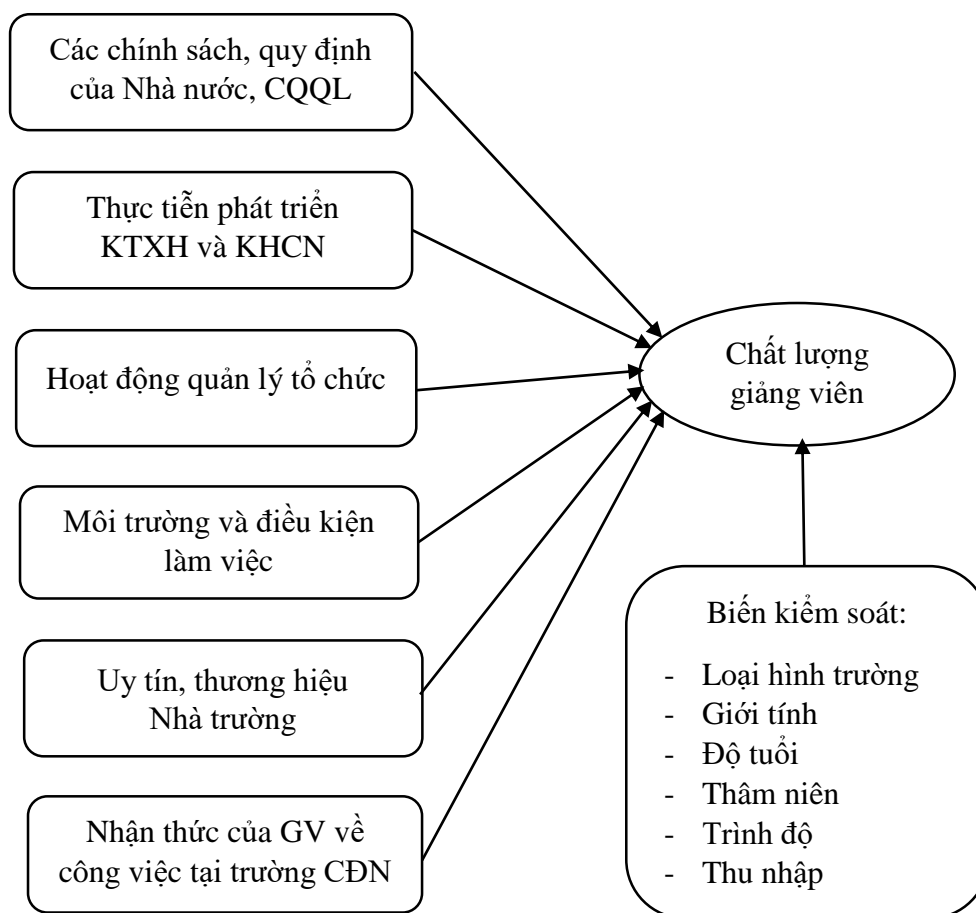 Các chính sách, quy định
của Nhà nước, CQQL
Thực tiễn phát triển
KTXH và KHCN
Hoạt động quản lý tổ chức
Môi trường và điều kiện
làm việc
Uy tín, thương hiệu
Nhà trường
Nhận thức của GV về
công việc tại trường CĐN
Chất lượng
giảng viên
Biến kiểm soát:
- Loại hình trường
- Giới tính
- Độ tuổi
- Thâm niên
- Trình độ
- Thu nhập